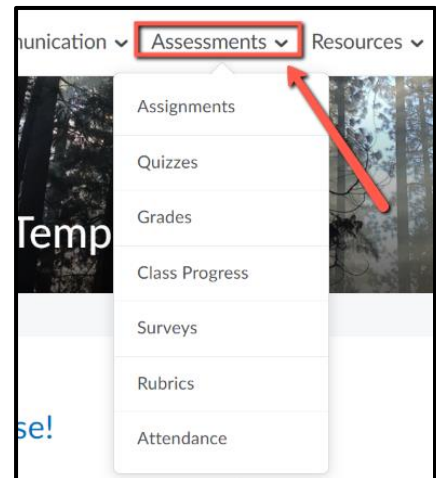 unication Assessments Resources
Assignments
Quizzes
Temp
Grades
Class Progress
Surveys
Rubrics
se!
Attendance